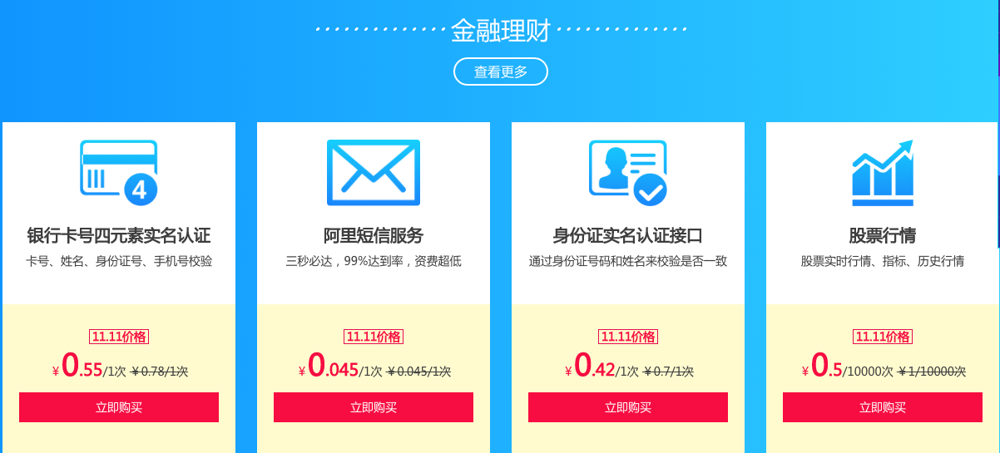 金融理财
查看更多
4
银行卡号四元素实名认证
卡号、姓名、身份证号、手机号校验
11.11价格
¥0.55/1次 ¥0.78/1次
立即购买
阿里短信服务
三秒必达，99%达到率，资费超低
11.11价格
¥0.045/1次 ¥0.045/1次
立即购买
身份证实名认证接口
通过身份证号码和姓名来校验是否一致
11.11价格
¥0.42/1次 ¥0.7/1次
立即购买
股票行情
股票实时行情、指标、历史行情
11.11价格
¥0.5/10000次 ¥1/10000次
立即购买